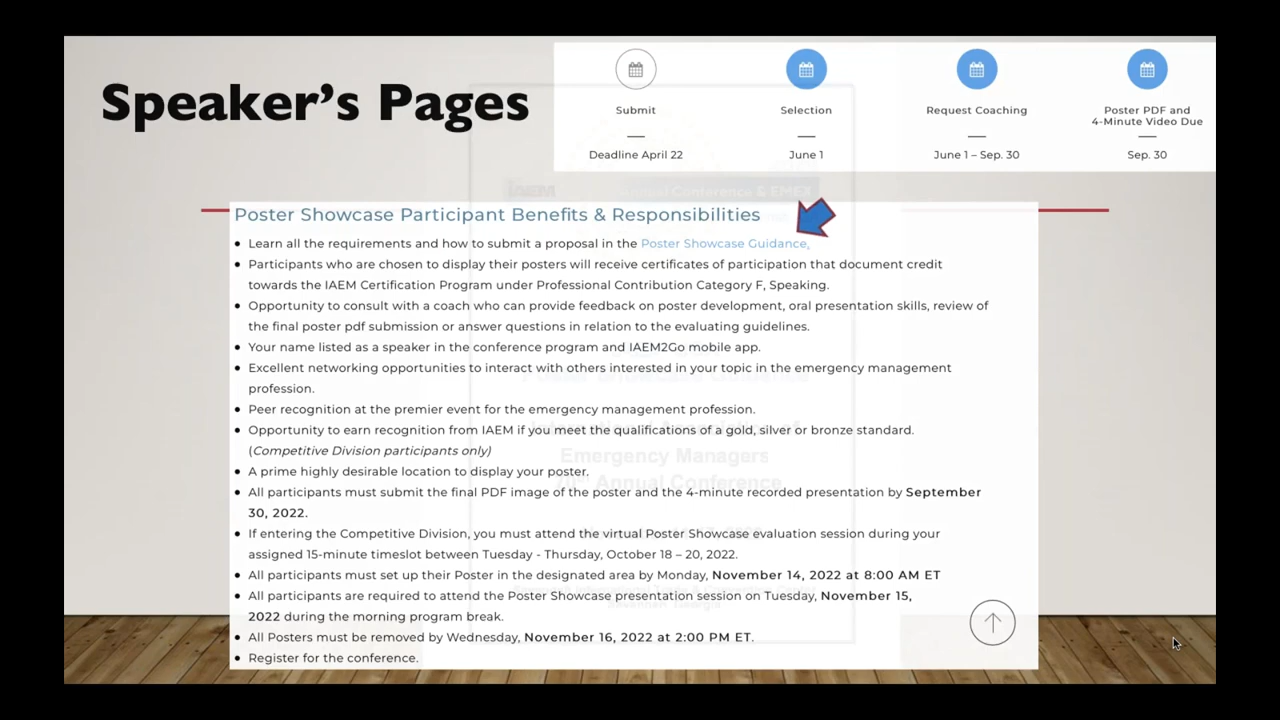 Speaker's Pages
Submit
Deadline April 22
Selection
June 1
Request Coaching
June 1 – Sep. 30
Poster PDF and
4-Minute Video Due
Sep. 30
Poster Showcase Participant Benefits & Responsibilities
• Learn all the requirements and how to submit a proposal in the Poster Showcase Guidance,
• Participants who are chosen to display their posters will receive certificates of participation that document credit
towards the IAEM Certification Program under Professional Contribution Category F, Speaking.
• Opportunity to consult with a coach who can provide feedback on poster development, oral presentation skills, review of
the final poster pdf submission or answer questions in relation to the evaluating guidelines.
• Your name listed as a speaker in the conference program and IAEM2Go mobile app.
• Excellent networking opportunities to interact with others interested in your topic in the emergency management
profession.
• Peer recognition at the premier event for the emergency management profession.
• Opportunity to earn recognition from IAEM if you meet the qualifications of a gold, silver or bronze standard.
(Competitive Division participants only)
• A prime highly desirable location to display your poster.
• All participants must submit the final PDF image of the poster and the 4-minute recorded presentation by September
30, 2022.
• If entering the Competitive Division, you must attend the virtual Poster Showcase evaluation session during your
assigned 15-minute timeslot between Tuesday - Thursday, October 18 – 20, 2022.
• All participants must set up their Poster in the designated area by Monday, November 14, 2022 at 8:00 AM ET
• All participants are required to attend the Poster Showcase presentation session on Tuesday, November 15,
2022 during the morning program break.
• All Posters must be removed by Wednesday, November 16, 2022 at 2:00 PM ET.
• Register for the conference.
IAEM
Annual Conference & EMEX
Emergency Managers
Annual Conference